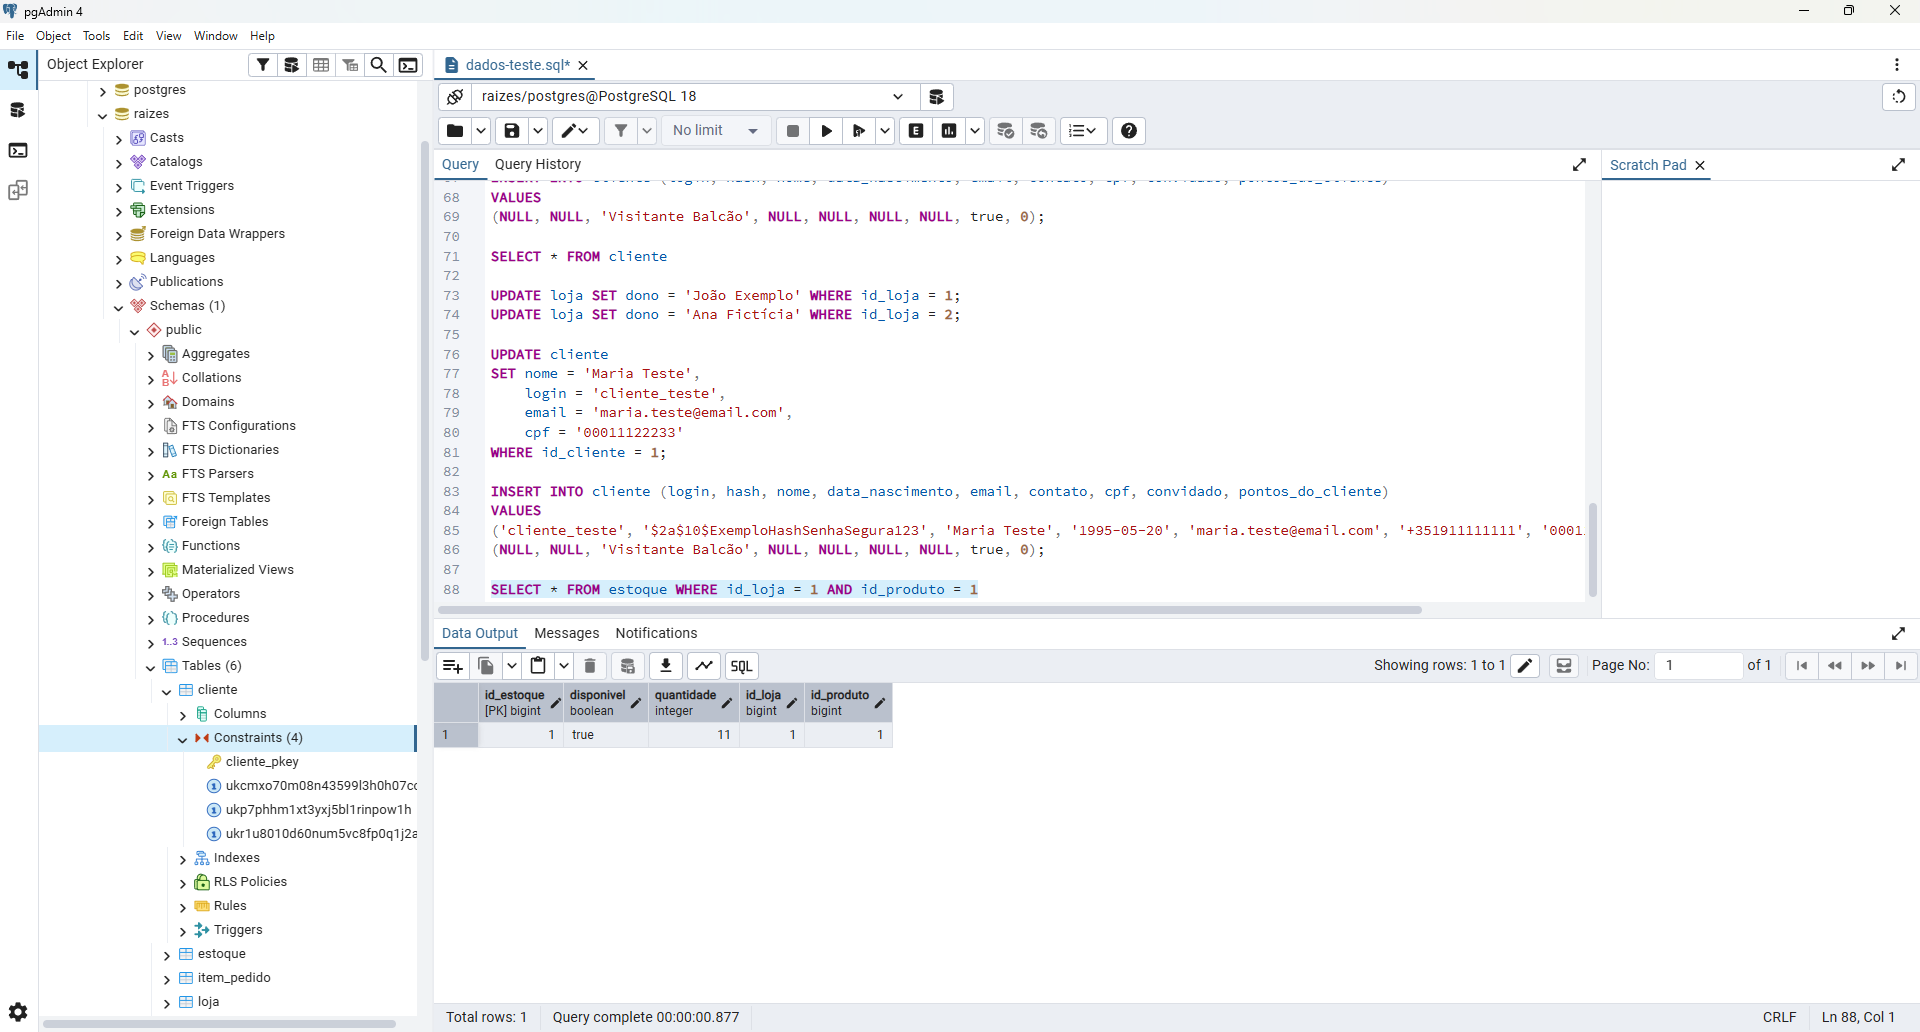 pgAdmin 4
File Object Tools Edit View Window Help
Object Explorer
postgres
raizes
Casts
Catalogs
Event Triggers
Extensions
Foreign Data Wrappers
Languages
Publications
Schemas (1)
public
Aggregates
Collations
Domains
FTS Configurations
FTS Dictionaries
Aa FTS Parsers
FTS Templates
Foreign Tables
Functions
Materialized Views
Operators
Procedures
1..3 Sequences
Tables (6)
cliente
Columns
Constraints (4)
cliente_pkey
ukcmxo70m08n43599l3h0h07cc
ukp7phhm1xt3yxj5bl1rinpow1h
ukr1u8010d60num5vc8fp0q1j2a
Indexes
RLS Policies
Rules
Triggers
estoque
item_pedido
loja
dados-teste.sql*
raizes/postgres@PostgreSQL 18
No limit
Query Query History
Scratch Pad
68 VALUES
69 (NULL, NULL, 'Visitante Balcão', NULL, NULL, NULL, NULL, true, 0);
70
71 SELECT * FROM cliente
72
73 UPDATE loja SET dono = 'João Exemplo' WHERE id_loja = 1;
74 UPDATE loja SET dono = 'Ana Fictícia' WHERE id_loja = 2;
75
76 UPDATE cliente
77 SET nome = 'Maria Teste',
78 login = 'cliente_teste',
79 email = 'maria.teste@email.com',
80 cpf = '00011122233'
81 WHERE id_cliente = 1;
82
83 INSERT INTO cliente (login, hash, nome, data_nascimento, email, contato, cpf, convidado, pontos_do_cliente)
84 VALUES
85 ('cliente_teste', '$2a$10$ExemploHashSenhaSegura123', 'Maria Teste', '1995-05-20', 'maria.teste@email.com', '+351911111111', '0001
86 (NULL, NULL, 'Visitante Balcão', NULL, NULL, NULL, NULL, true, 0);
87
88 SELECT * FROM estoque WHERE id_loja = 1 AND id_produto = 1
Data Output Messages Notifications
SQL
Showing rows: 1 to 1
Page No: 1 of 1
id_estoque [PK] bigint
disponivel boolean
quantidade integer
id_loja bigint
id_produto bigint
1 1 true 11 1 1
Total rows: 1
Query complete 00:00:00.877
CRLF
Ln 88, Col 1